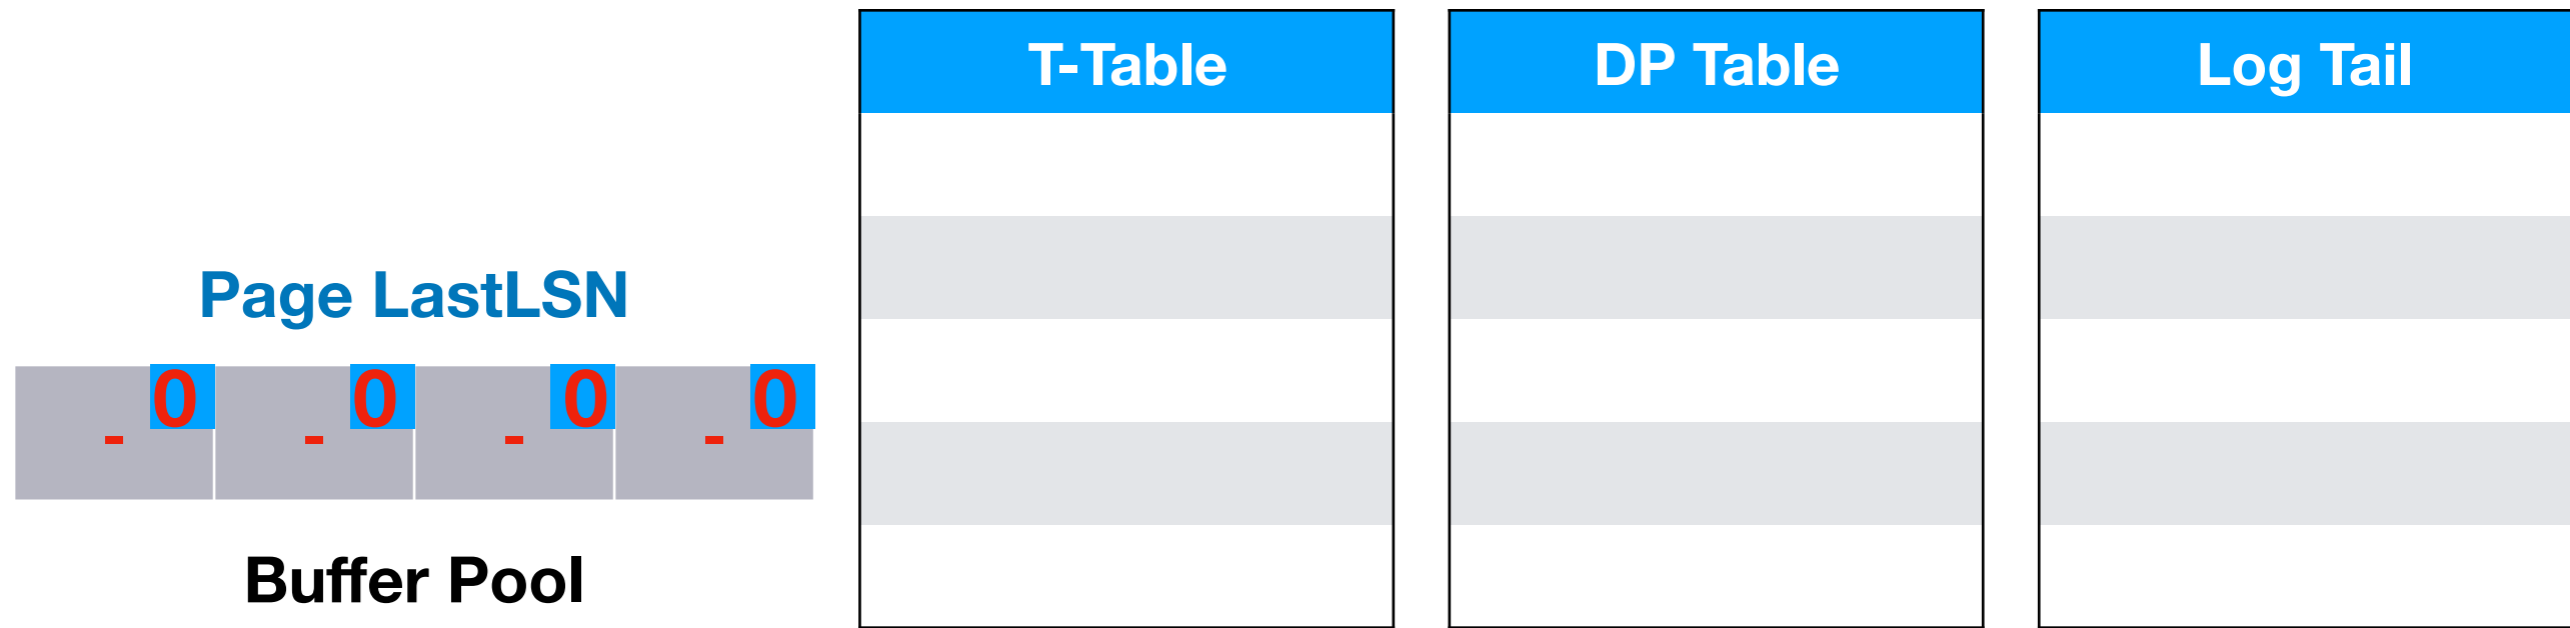 T-Table
DP Table
Log Tail
Page LastLSN
0 0 0 0
- - - -
Buffer Pool